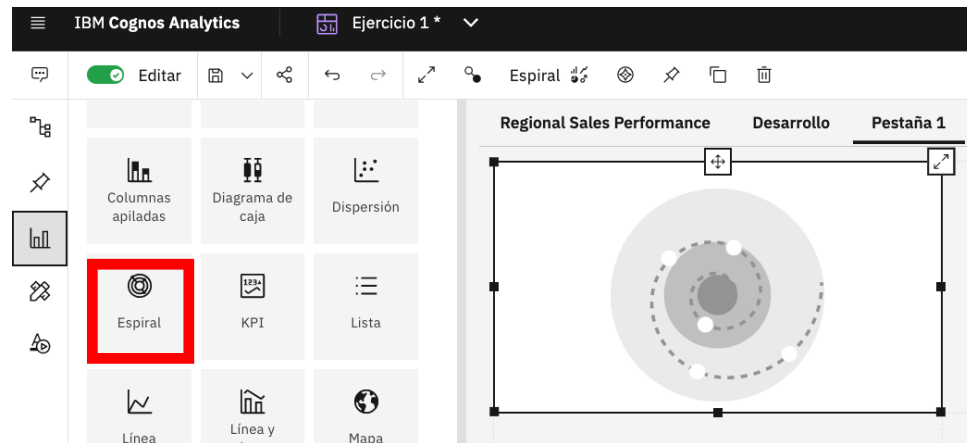 IBM Cognos Analytics
Ejercicio 1 *
Editar
Espiral
Regional Sales Performance
Desarrollo
Pestaña 1
Columnas
apiladas
Diagrama de
caja
Dispersión
Espiral
KPI
Lista
Línea
Línea y
Mapa